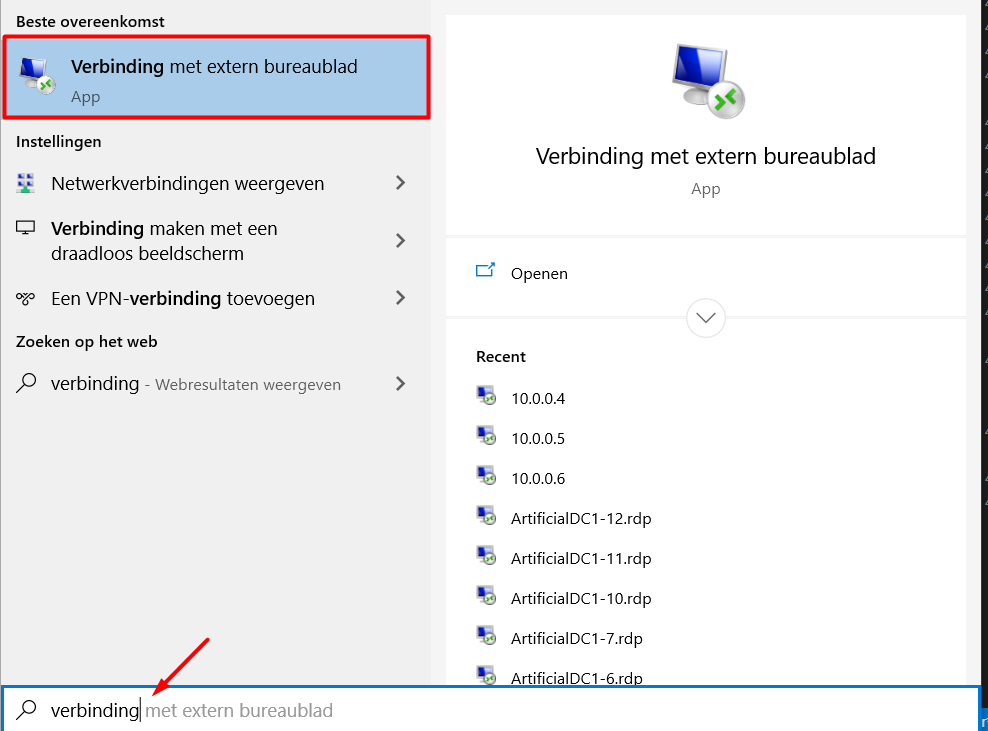 Beste overeenkomst
Verbinding met extern bureaublad
App
Instellingen
Netwerkverbindingen weergeven
Verbinding maken met een
draadloos beeldscherm
Een VPN-verbinding toevoegen
Zoeken op het web
verbinding - Webresultaten weergeven
Verbinding met extern bureaublad
App
Openen
Recent
10.0.0.4
10.0.0.5
10.0.0.6
ArtificialDC1-12.rdp
ArtificialDC1-11.rdp
ArtificialDC1-10.rdp
ArtificialDC1-7.rdp
ArtificialDC1-6.rdp
verbinding met extern bureaublad